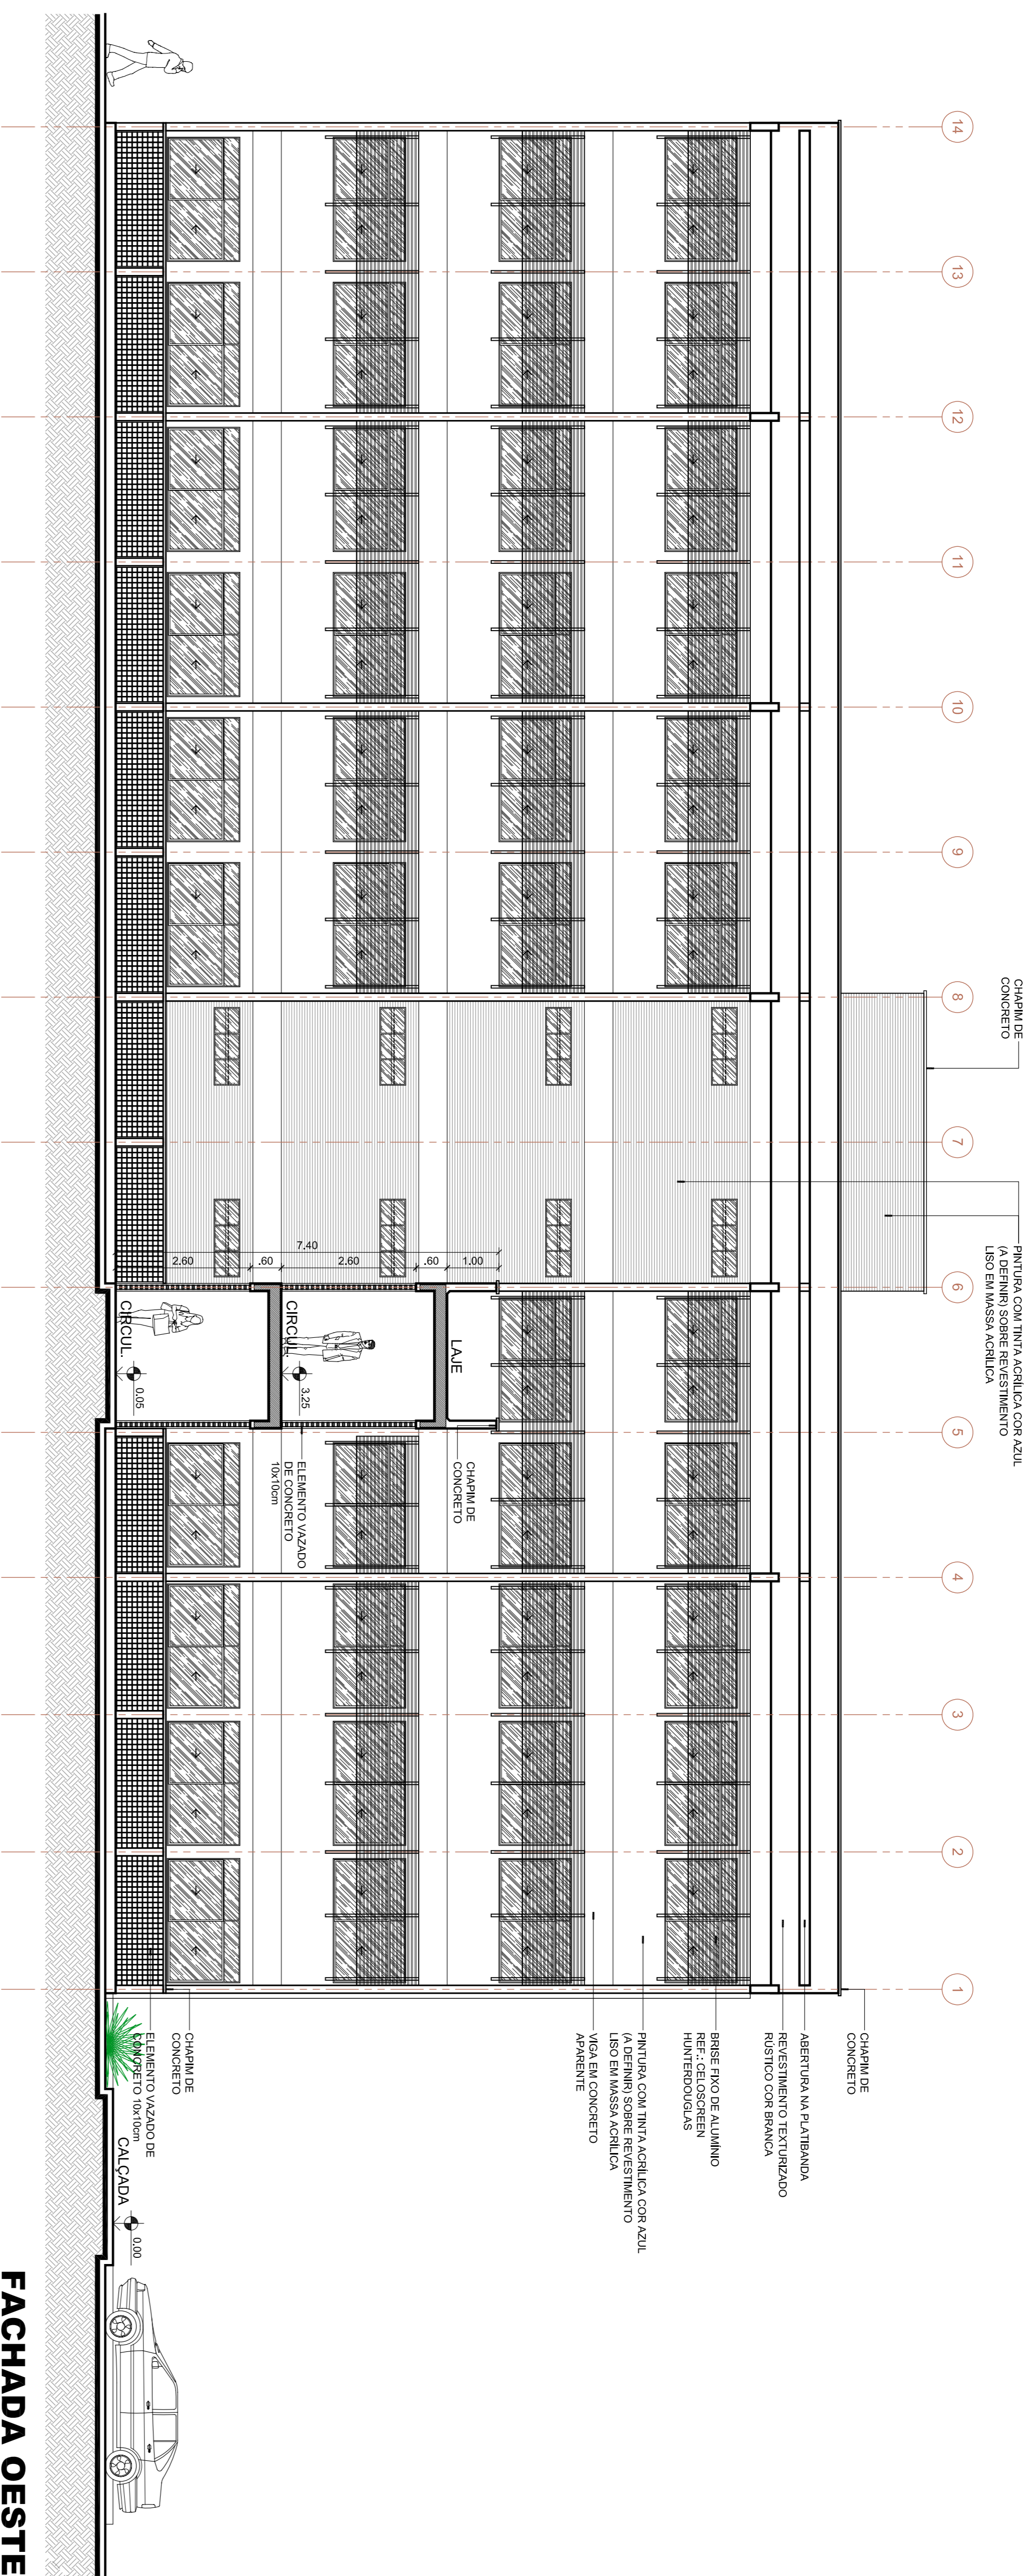 14
13
12
11
10
9
8
7
6
5
4
3
2
1
CHAPIM DE
CONCRETO
PINTURA COM TINTA ACRÍLICA COR AZUL
(A DEFINIR) SOBRE REVESTIMENTO
LISO EM MASSA ACRÍLICA
CHAPIM DE
CONCRETO
ABERTURA NA PLATIBANDA
REVESTIMENTO TEXTURIZADO
RÚSTICO COR BRANCA
BRISE FIXO DE ALUMÍNIO
REF.: CELOSCREEN
HUNTERDOUGLAS
PINTURA COM TINTA ACRÍLICA COR AZUL
(A DEFINIR) SOBRE REVESTIMENTO
LISO EM MASSA ACRÍLICA
VIGA EM CONCRETO
APARENTE
7.40
1.00
.60
2.60
.60
2.60
LAJE
CHAPIM DE
CONCRETO
CIRCUL.
3.25
ELEMENTO VAZADO
DE CONCRETO
10x10cm
CIRCUL.
0.05
CHAPIM DE
CONCRETO
ELEMENTO VAZADO DE
CONCRETO 10x10cm
CALÇADA
0.00
FACHADA OESTE